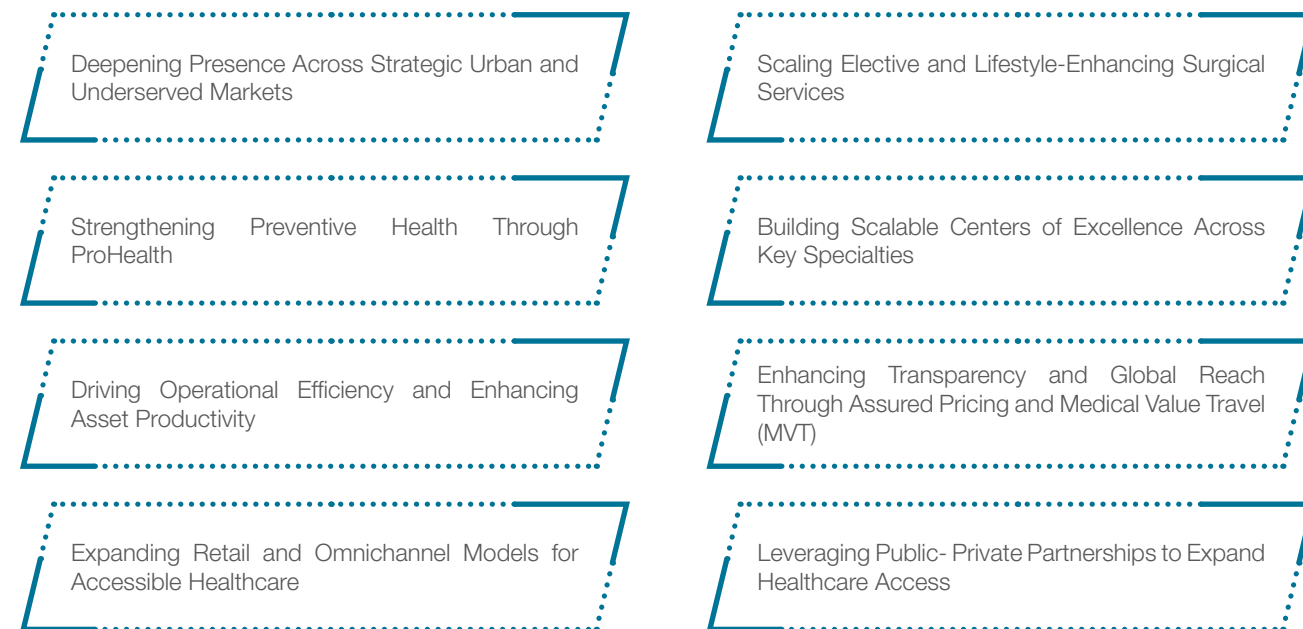 Deepening Presence Across Strategic Urban and
Underserved Markets
Scaling Elective and Lifestyle-Enhancing Surgical
Services
Strengthening Preventive Health Through
ProHealth
Building Scalable Centers of Excellence Across
Key Specialties
Driving Operational Efficiency and Enhancing
Asset Productivity
Enhancing Transparency and Global Reach
Through Assured Pricing and Medical Value Travel
(MVT)
Expanding Retail and Omnichannel Models for
Accessible Healthcare
Leveraging Public- Private Partnerships to Expand
Healthcare Access